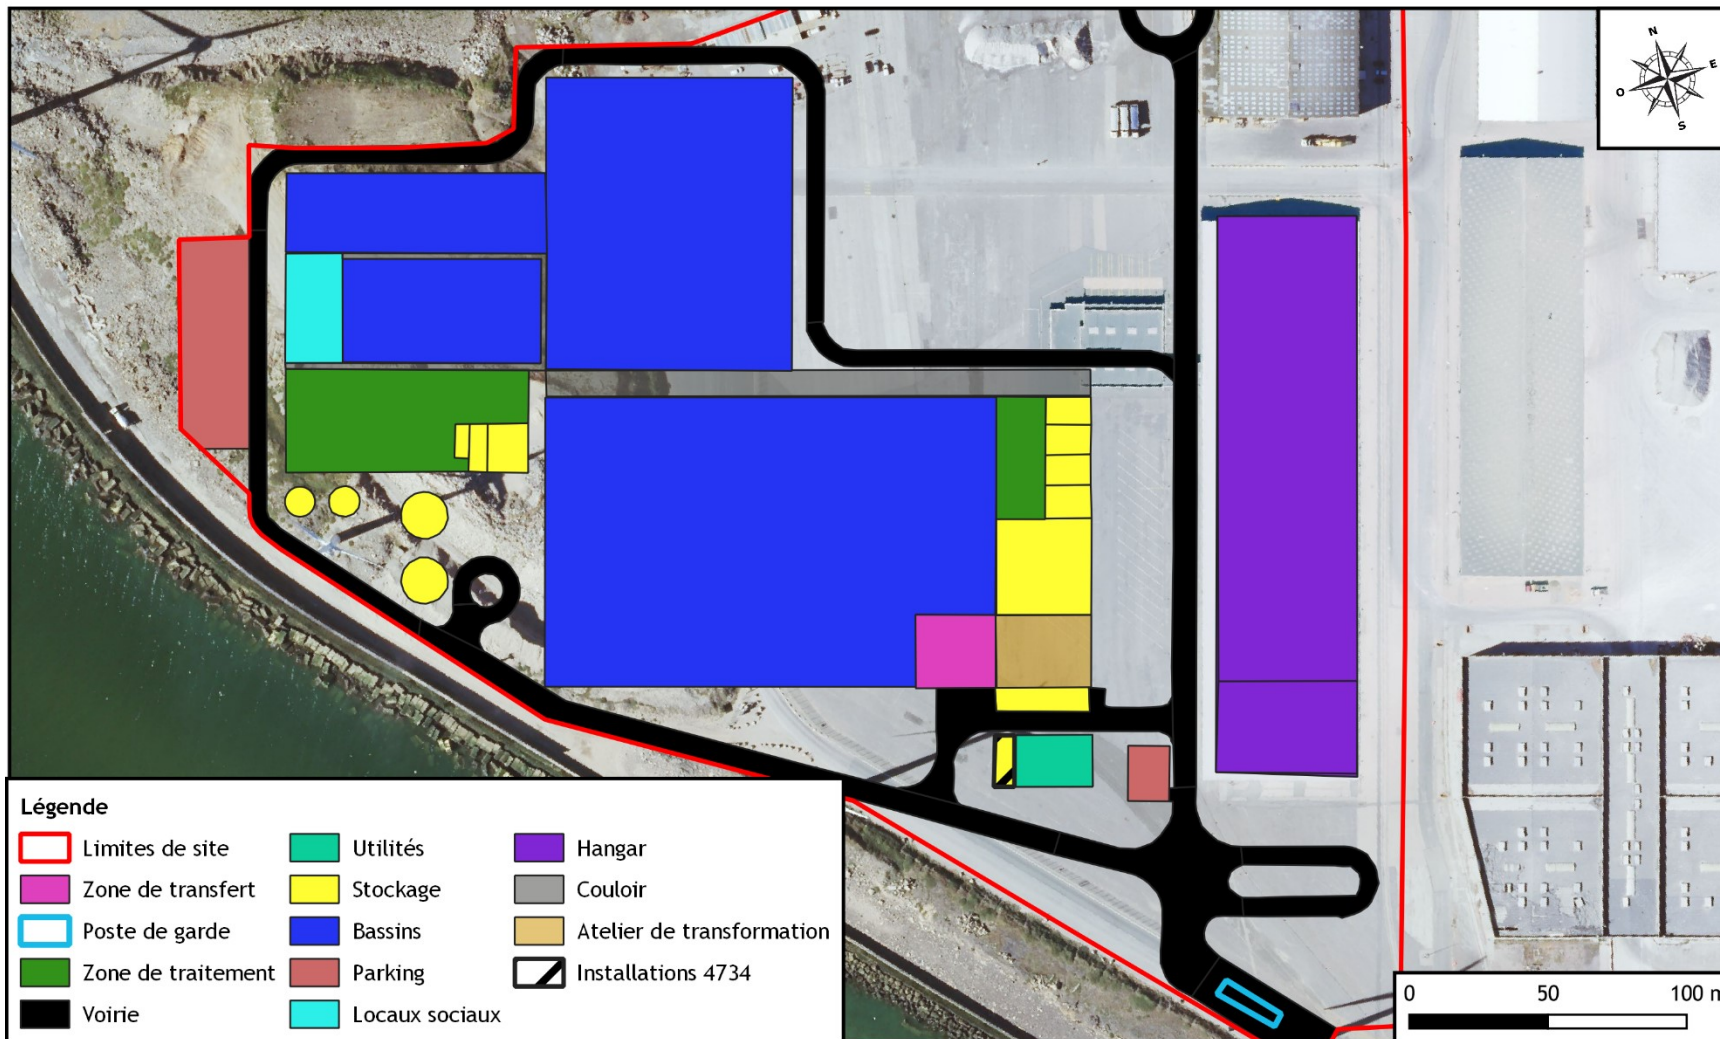 N
E
O
S
Légende
Limites de site
Zone de transfert
Poste de garde
Zone de traitement
Voirie
Utilités
Stockage
Bassins
Parking
Locaux sociaux
Hangar
Couloir
Atelier de transformation
Installations 4734
0 50 100 m